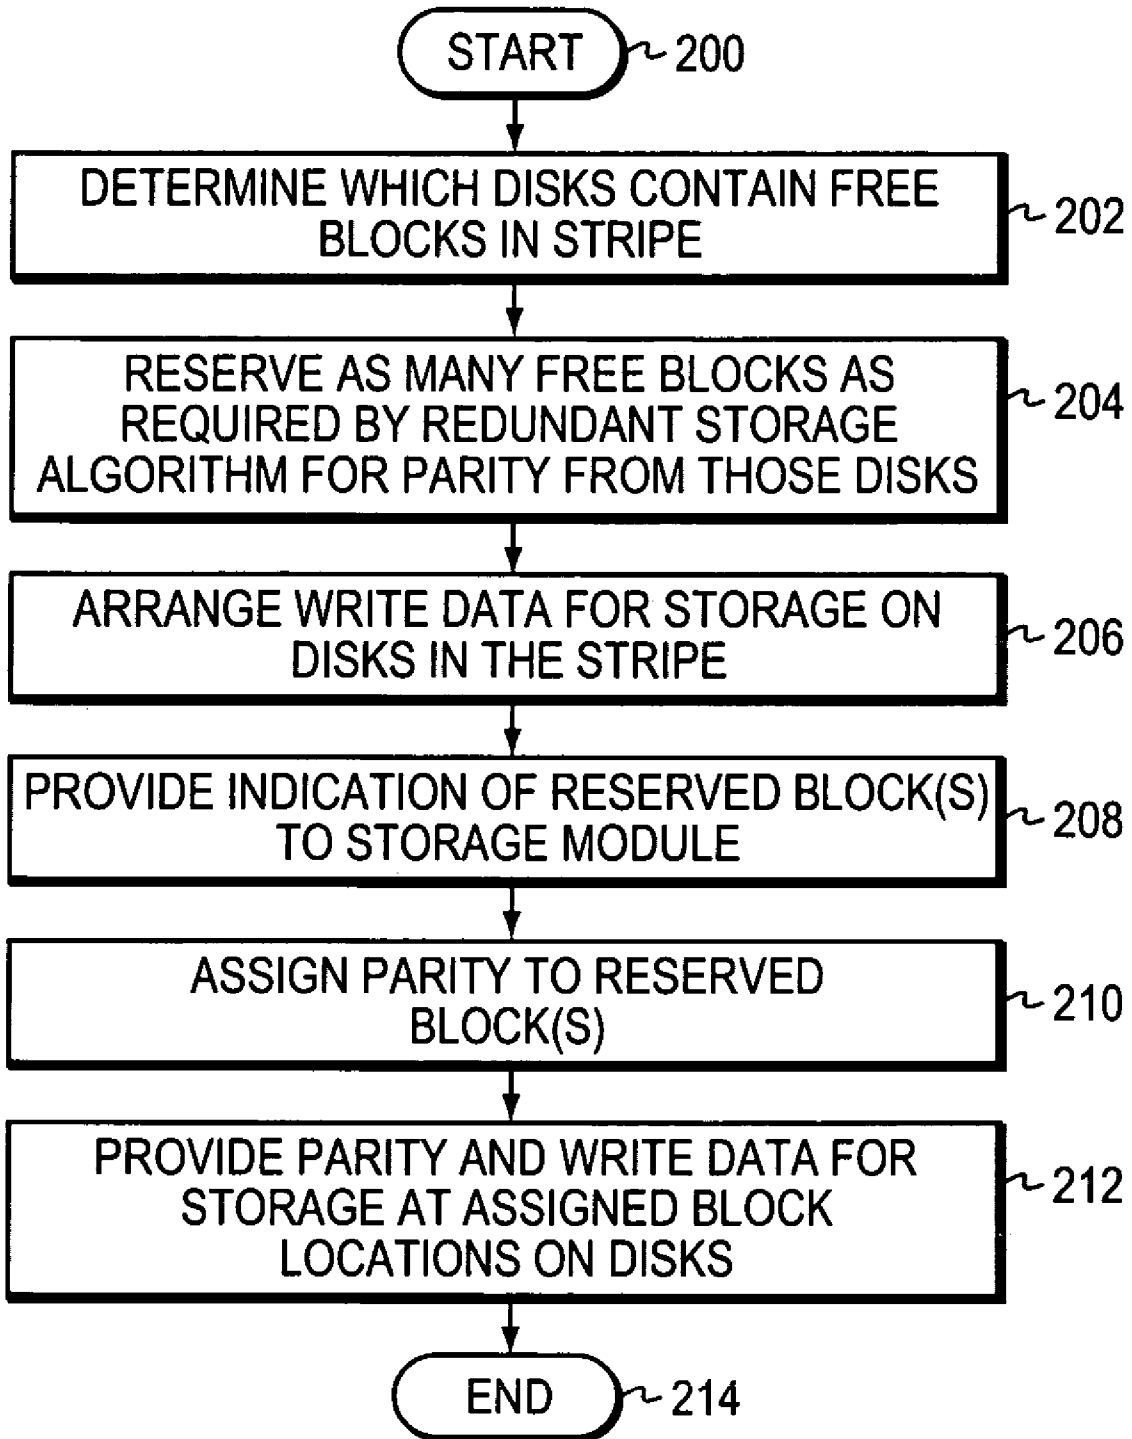 START
200
DETERMINE WHICH DISKS CONTAIN FREE
BLOCKS IN STRIPE
202
RESERVE AS MANY FREE BLOCKS AS
REQUIRED BY REDUNDANT STORAGE
ALGORITHM FOR PARITY FROM THOSE DISKS
204
ARRANGE WRITE DATA FOR STORAGE ON
DISKS IN THE STRIPE
206
PROVIDE INDICATION OF RESERVED BLOCK(S)
TO STORAGE MODULE
208
ASSIGN PARITY TO RESERVED
BLOCK(S)
210
PROVIDE PARITY AND WRITE DATA FOR
STORAGE AT ASSIGNED BLOCK
LOCATIONS ON DISKS
212
END
214